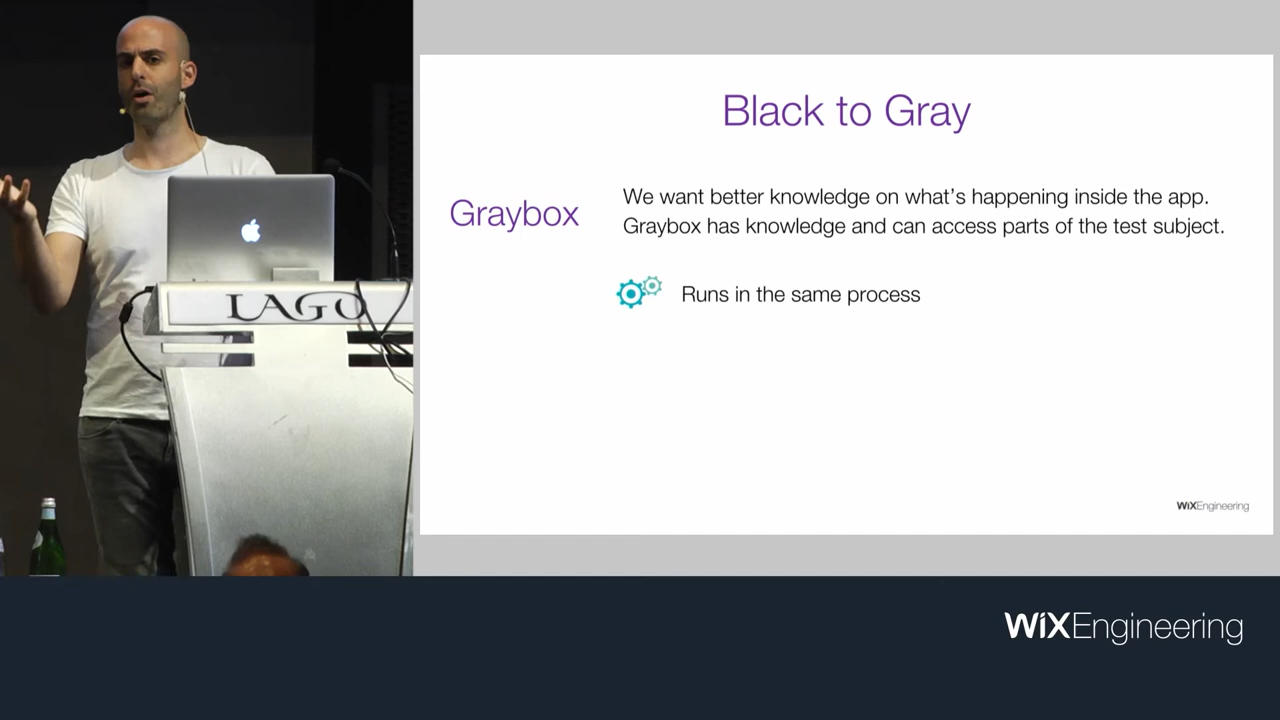 Black to Gray
Graybox
We want better knowledge on what's happening inside the app.
Graybox has knowledge and can access parts of the test subject.
Runs in the same process
WiXEngineering
LAGO
WiXEngineering